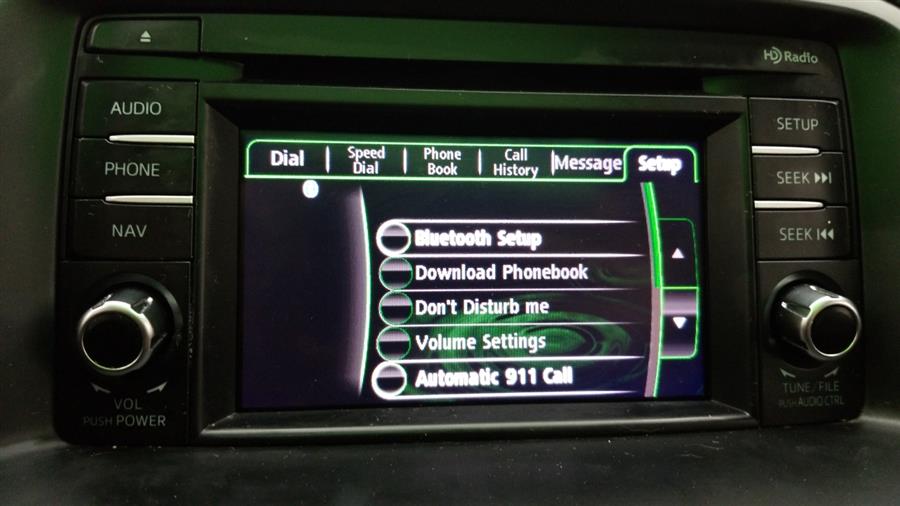 HD Radio
AUDIO
PHONE
NAV
VOL
PUSH POWER
Dial
Speed
Dial
Phone
Book
Call
History
Message
Setup
Bluetooth Setup
Download Phonebook
Don't Disturb me
Volume Settings
Automatic 911 Call
SETUP
SEEK
SEEK
TUNE/FILE
PUSH AUDIO CTRL